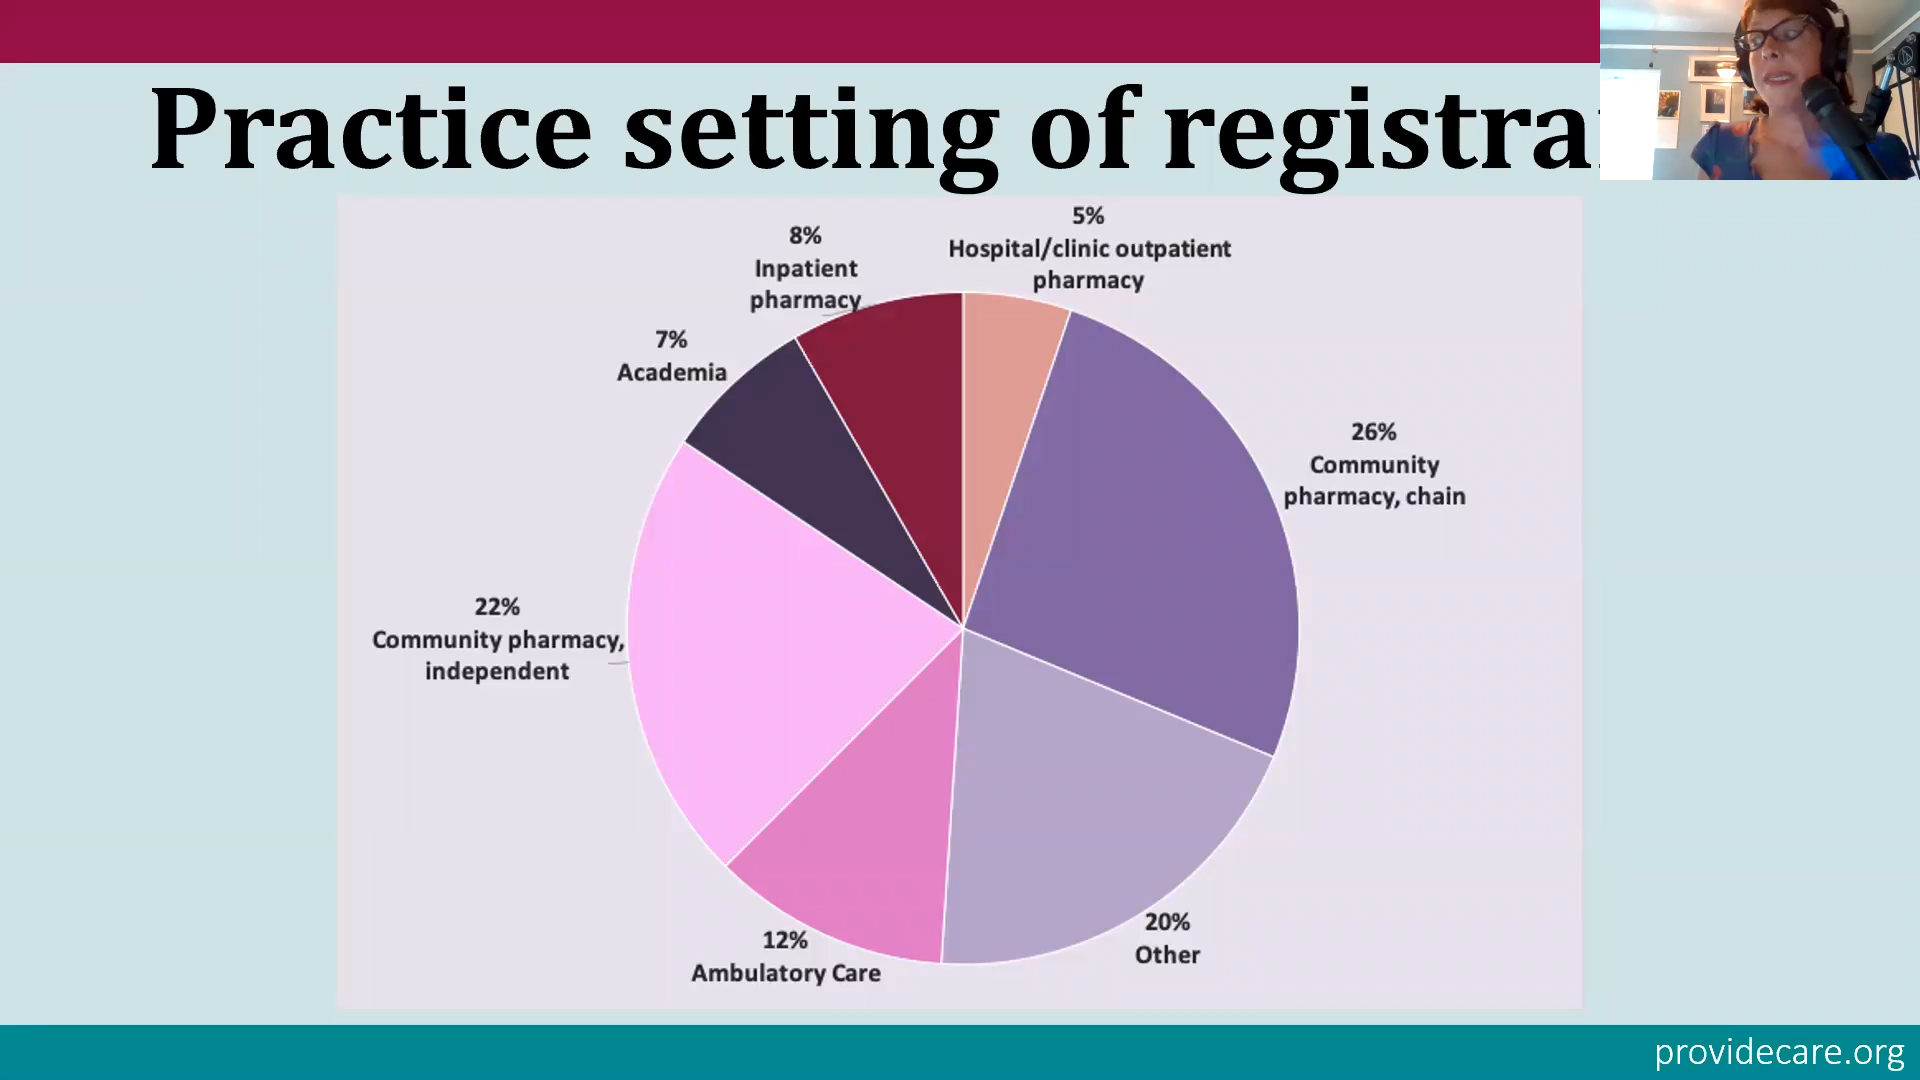 Practice setting of registra
5%
Hospital/clinic outpatient
pharmacy
8%
Inpatient
pharmacy
7%
Academia
26%
Community
pharmacy, chain
22%
Community pharmacy,
independent
20%
Other
12%
Ambulatory Care
providecare.org